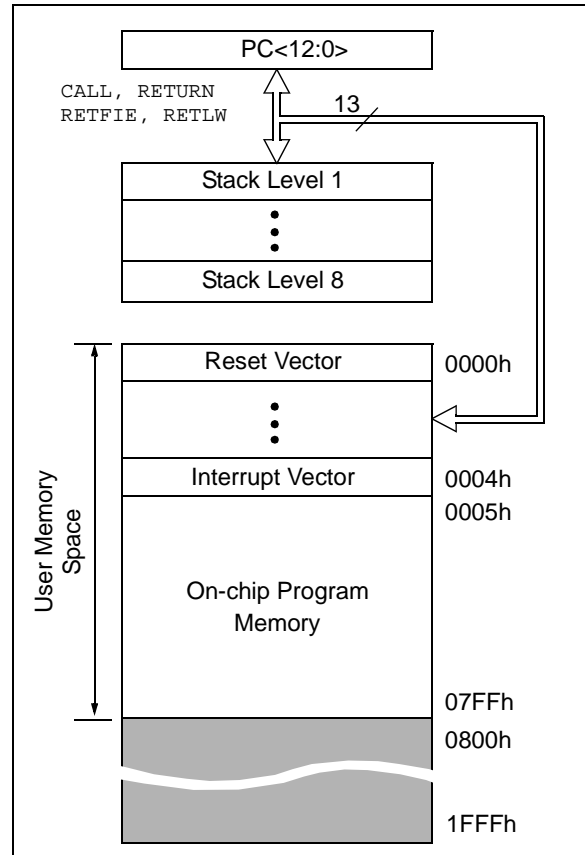 PC<12:0>
CALL, RETURN
RETFIE, RETLW
13
Stack Level 1
Stack Level 8
Reset Vector
0000h
Interrupt Vector
0004h
0005h
User Memory
Space
On-chip Program
Memory
07FFh
0800h
1FFFh